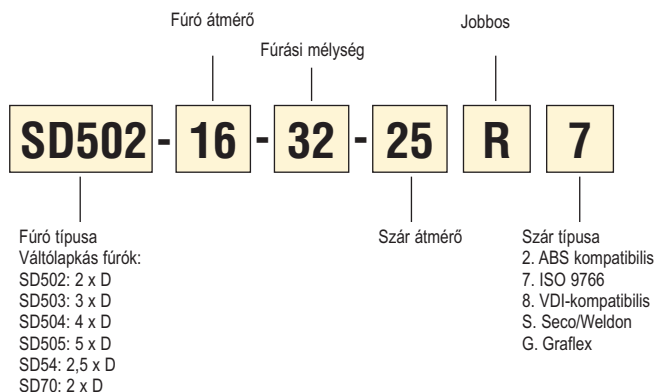 Fúró átmérő
Jobbos
Fúrási mélység
SD502 - 16 - 32 - 25 R 7
Fúró típusa
Váltólapkás fúrók:
SD502: 2 x D
SD503: 3 x D
SD504: 4 x D
SD505: 5 x D
SD54: 2,5 x D
SD70: 2 x D
Szár átmérő
Szár típusa
2. ABS kompatibilis
7. ISO 9766
8. VDI-kompatibilis
S. Seco/Weldon
G. Graflex